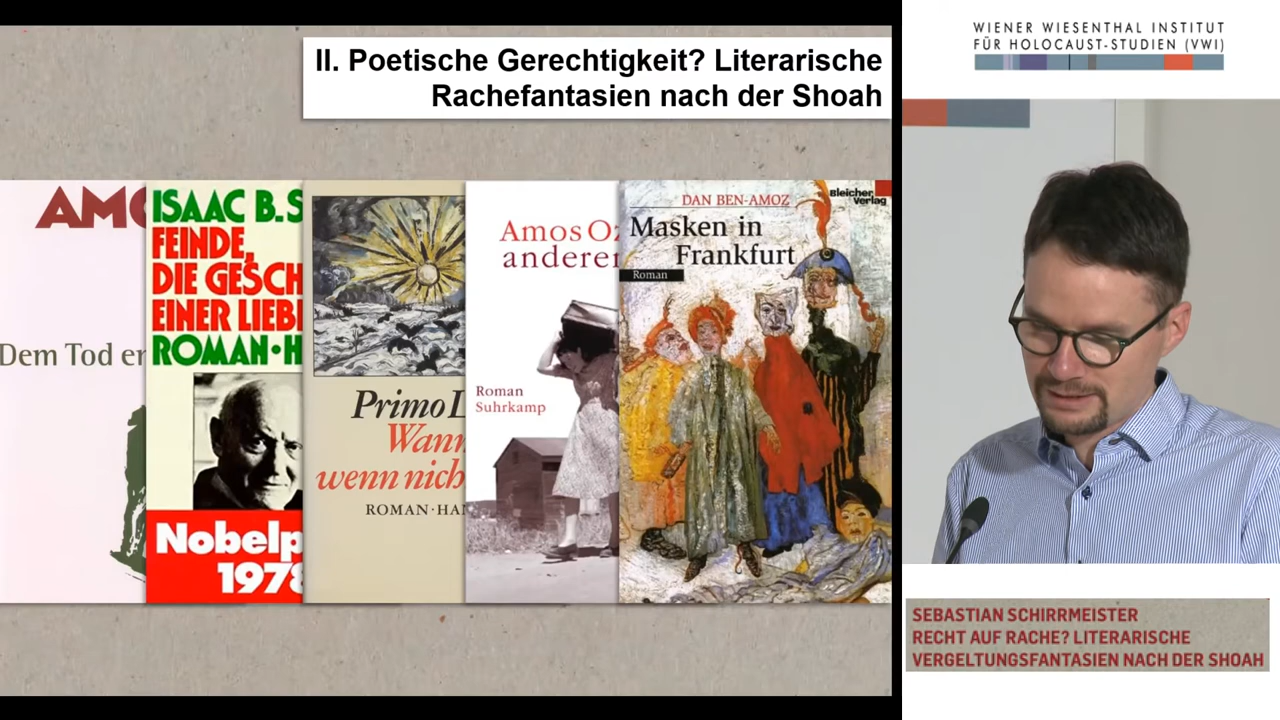 II. Poetische Gerechtigkeit? Literarische
Rachefantasien nach der Shoah
AMO
Dem Tod er
ISAAC B. S
FEINDE,
DIE GESCH
EINER LIEB
ROMAN·H
Nobelp
1978
Primo L
Wann
wenn nich
ROMAN·HA
Amos Oz
anderen
Roman
Suhrkamp
Bleicher
Verlag
DAN BEN-AMOZ
Masken in
Frankfurt
Roman
WIENER WIESENTHAL INSTITUT
FÜR HOLOCAUST-STUDIEN (VWI)
SEBASTIAN SCHIRRMEISTER
RECHT AUF RACHE? LITERARISCHE
VERGELTUNGSFANTASIEN NACH DER SHOAH